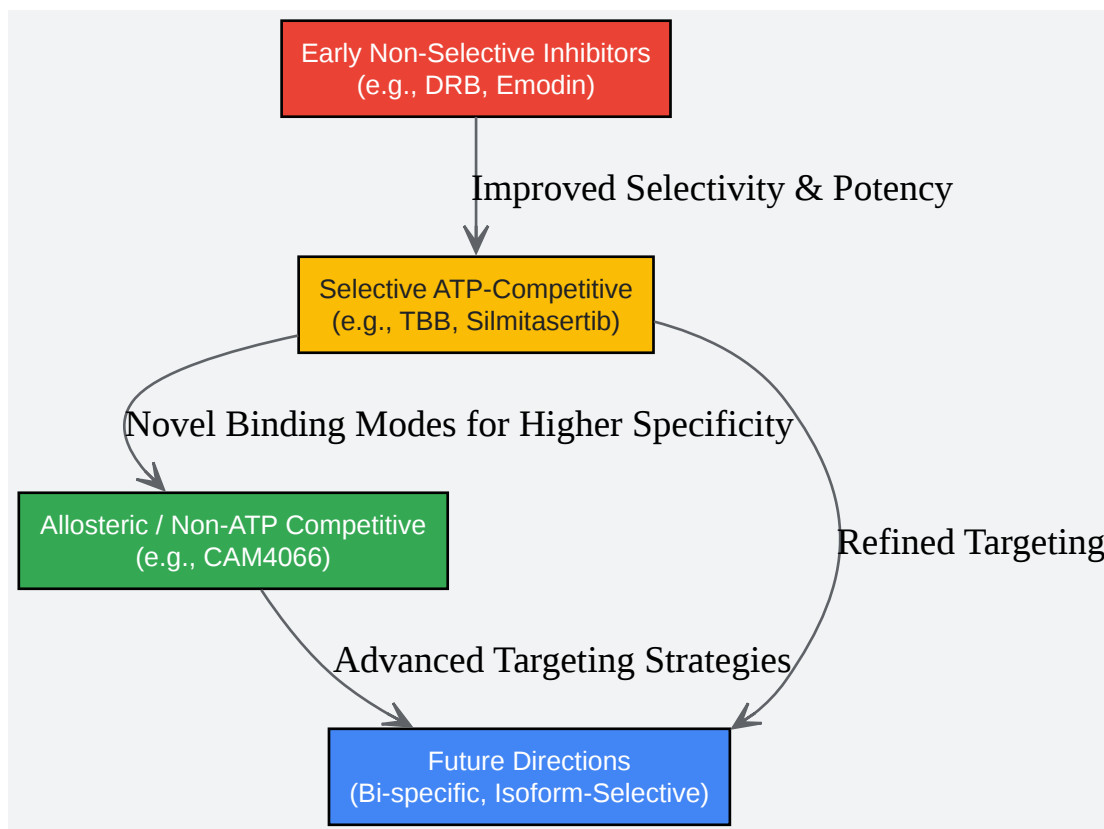 Early Non-Selective Inhibitors
(e.g., DRB, Emodin)
Improved Selectivity & Potency
Selective ATP-Competitive
(e.g., TBB, Silmitasertib)
Novel Binding Modes for Higher Specificity
Allosteric / Non-ATP Competitive
(e.g., CAM4066)
Refined Targeting
Advanced Targeting Strategies
Future Directions
(Bi-specific, Isoform-Selective)